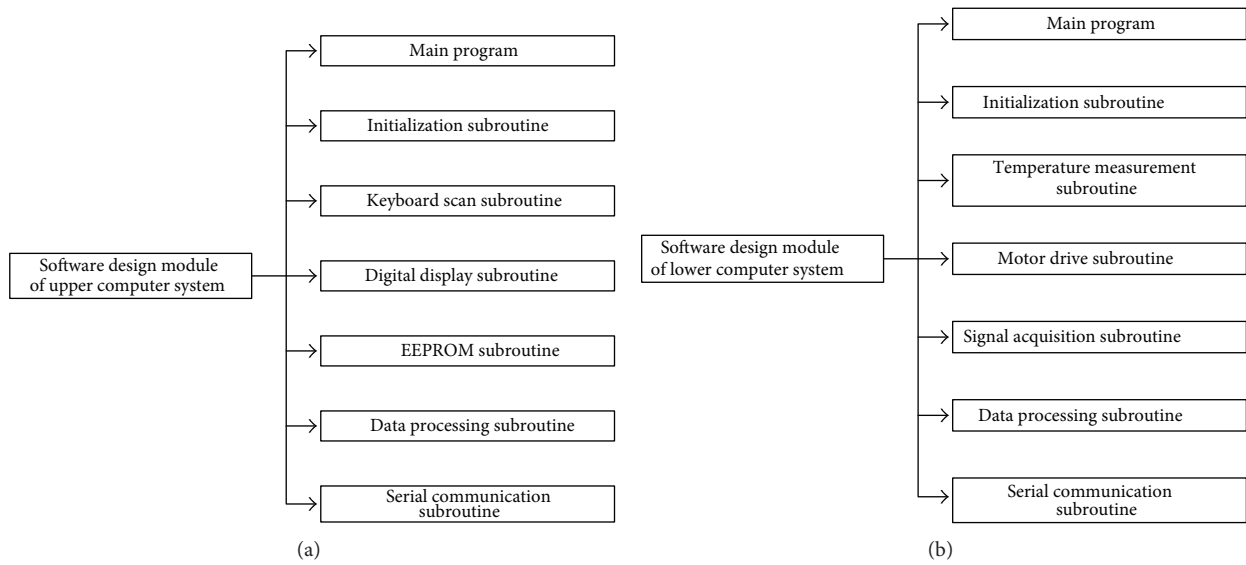 Main program
Initialization subroutine
Keyboard scan subroutine
Software design module
of upper computer system
Digital display subroutine
EEPROM subroutine
Data processing subroutine
Serial communication
subroutine
(a)
Main program
Initialization subroutine
Temperature measurement
subroutine
Software design module
of lower computer system
Motor drive subroutine
Signal acquisition subroutine
Data processing subroutine
Serial communication
subroutine
(b)